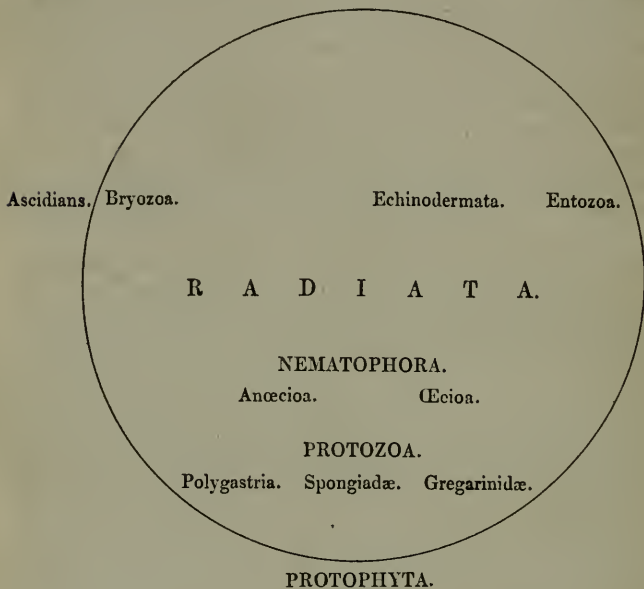 Ascidians. Bryozoa. Echinodermata. Entozoa.
R A D I A T A.
NEMATOPHORA.
Anœcioa. Œcioa.
PROTOZOA.
Polygastria. Spongiadæ. Gregarinidæ.
PROTOPHYTA.